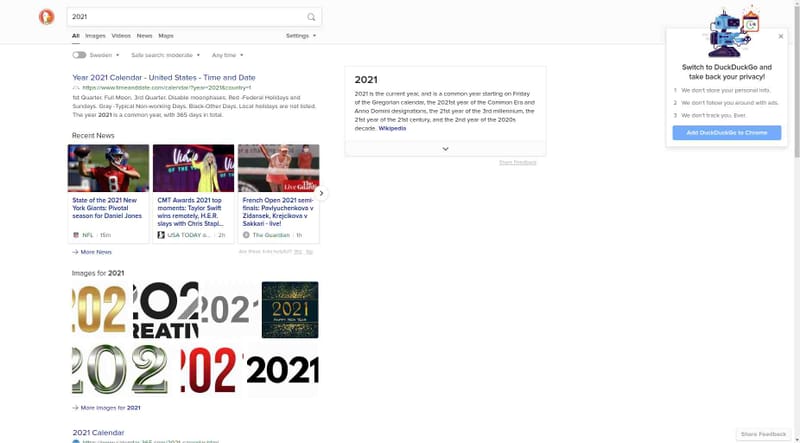 2021
All Images Videos News Maps Settings
Sweden Safe search: moderate Any time
Year 2021 Calendar - United States - Time and Date
https://www.timeanddate.com/calendar/?year=2021&country=1
1st Quarter. Full Moon. 3rd Quarter. Disable moonphases. Red -Federal Holidays and
Sundays. Gray -Typical Non-working Days. Black-Other Days. Local holidays are not listed.
The year 2021 is a common year, with 365 days in total.
Recent News
State of the 2021 New
York Giants: Pivotal
season for Daniel Jones
NFL 15m
CMT Awards 2021 top
moments: Taylor Swift
wins remotely, H.E.R.
slays with Chris Stapl...
USA TODAY o... 2h
Live Gallery
French Open 2021 semi-
finals: Pavlyuchenkova v
Zidansek, Krejcikova v
Sakkari - live!
The Guardian 1h
More News
Are these links helpful? Yes No
Images for 2021
202
202
CREATIV
2021
2021
HAPPY NEW YEAR
202
202
2021
More images for 2021
2021 Calendar
2021
2021 is the current year, and is a common year starting on Friday
of the Gregorian calendar, the 2021st year of the Common Era and
Anno Domini designations, the 21st year of the 3rd millennium, the
21st year of the 21st century, and the 2nd year of the 2020s
decade. Wikipedia
Share Feedback
Switch to DuckDuckGo and
take back your privacy!
1 We don't store your personal info.
2 We don't follow you around with ads.
3 We don't track you. Ever.
Add DuckDuckGo to Chrome
Share Feedback